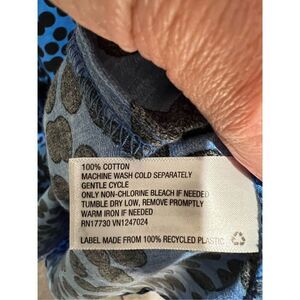 100% COTTON
MACHINE WASH COLD SEPARATELY
GENTLE CYCLE
ONLY NON-CHLORINE BLEACH IF NEEDED
TUMBLE DRY LOW, REMOVE PROMPTLY
WARM IRON IF NEEDED
RN17730 VN1247024
LABEL MADE FROM 100% RECYCLED PLASTIC